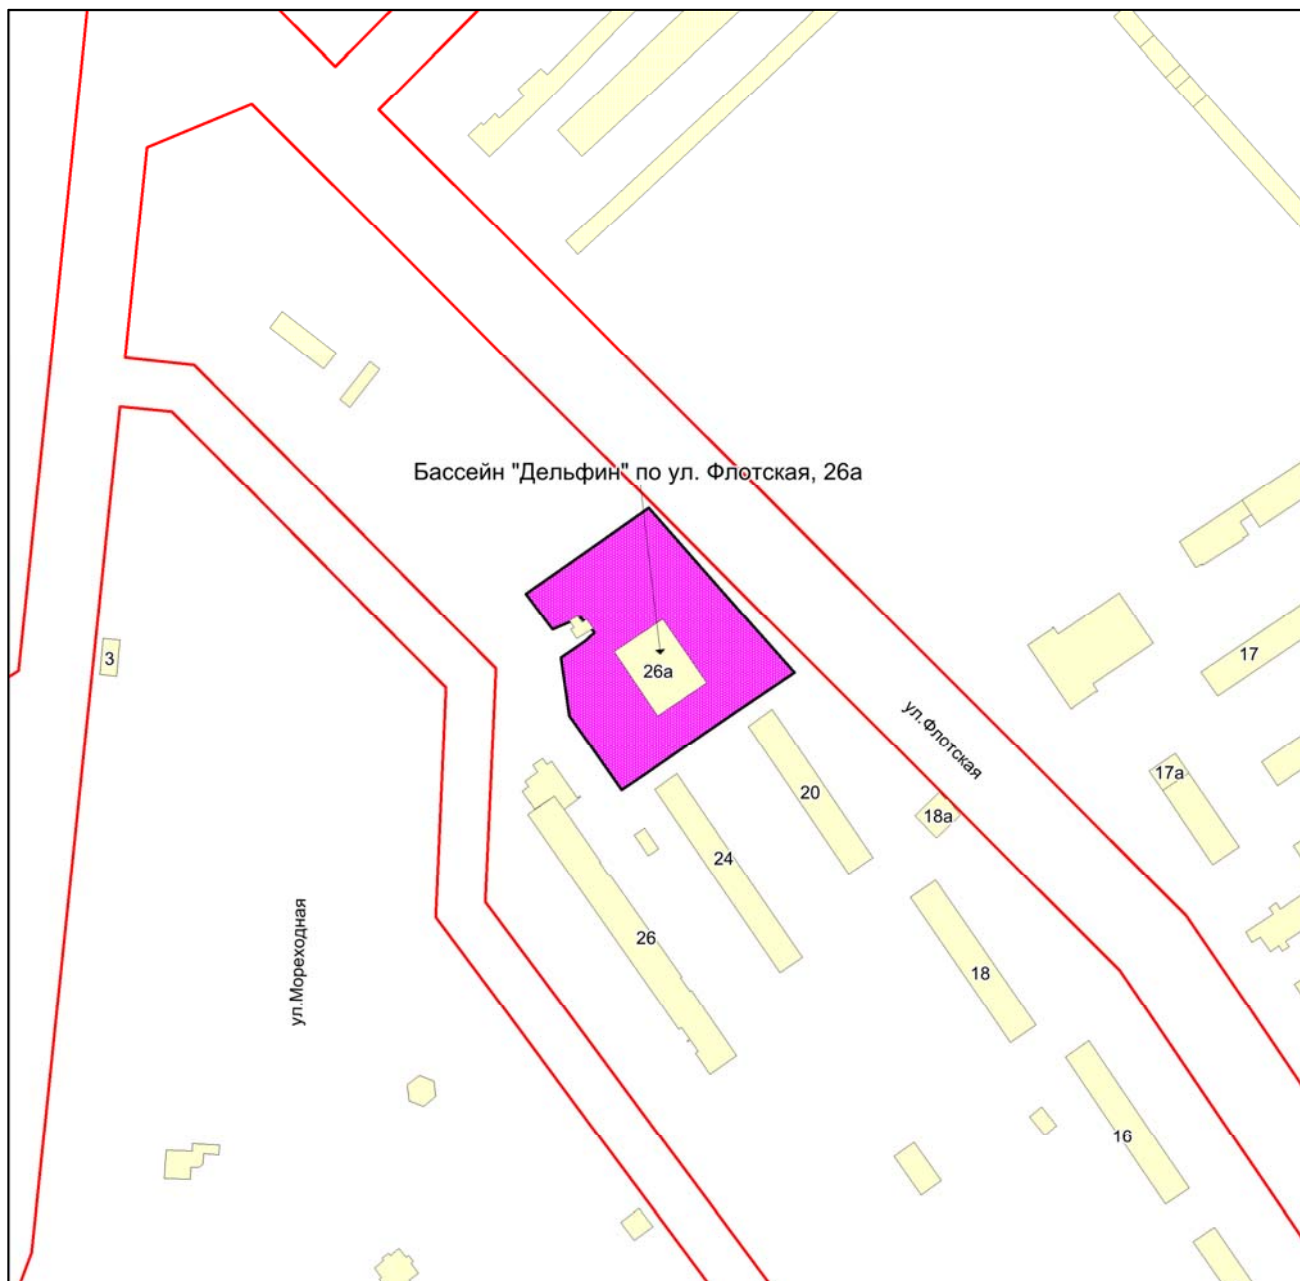 Бассейн "Дельфин" по ул. Флотская, 26а
3
26а
17
ул.Флотская
17а
20
18а
24
26
18
ул.Мореходная
16